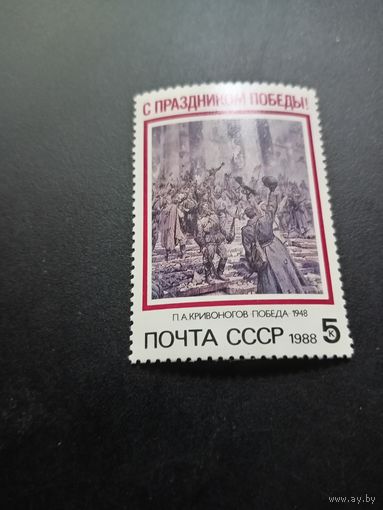 С ПРАЗДНИКОМ ПОБЕДЫ!
П.А.КРИВОНОГОВ ПОБЕДА 1948
ПОЧТА СССР 1988 5 К
www.ay.by